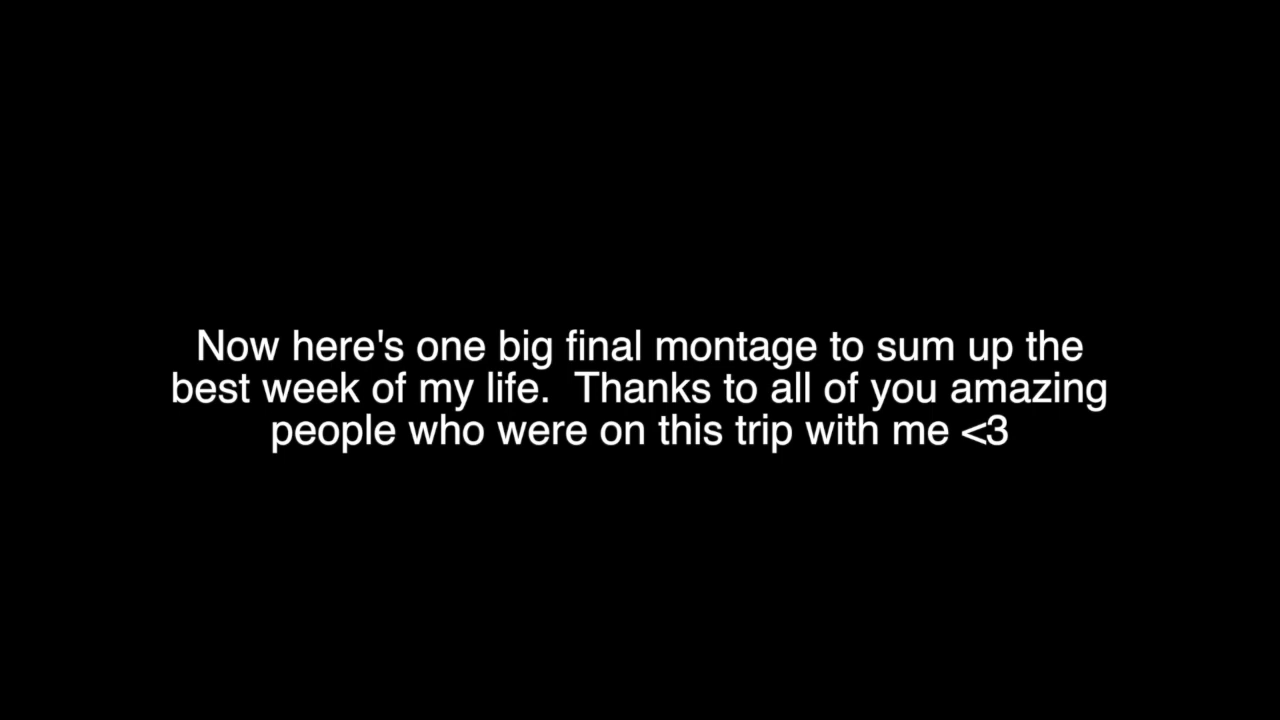 Now here's one big final montage to sum up the
best week of my life.  Thanks to all of you amazing
people who were on this trip with me <3